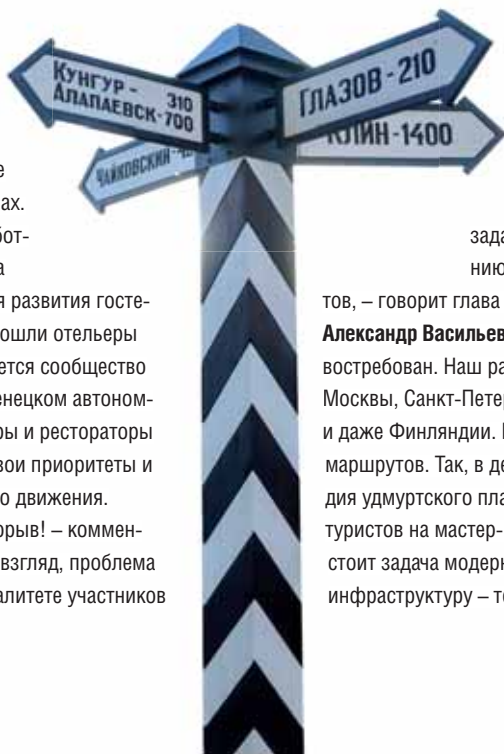 КУНГУР - 310
АЛАПАЕВСК-700
ГЛАЗОВ-210
КЛИН-1400
ЧАЙКОВСКИЙ
е
ах.
бот-
а
я развития госте-
ошли отельеры
ется сообщество
енецком автоном-
ры и рестораторы
вои приоритеты и
о движения.
орыв! – коммен-
взгляд, проблема
алитете участников
зада
нию
тов, – говорит глава
Александр Васильев
востребован. Наш ра
Москвы, Санкт-Петер
и даже Финляндии.
маршрутов. Так, в де
дия удмуртского пла
туристов на мастер-
стоит задача модерн
инфраструктуру – те